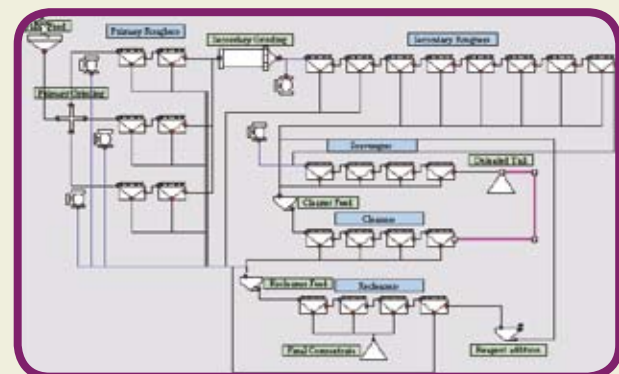 Primary Roughers
Secondary Grinding
Secondary Roughers
Primary Grinding
Scavenger
Cleaner Feed
Cleaner
Recleaner Feed
Recleaner
Final Concentrate
Reagent addition